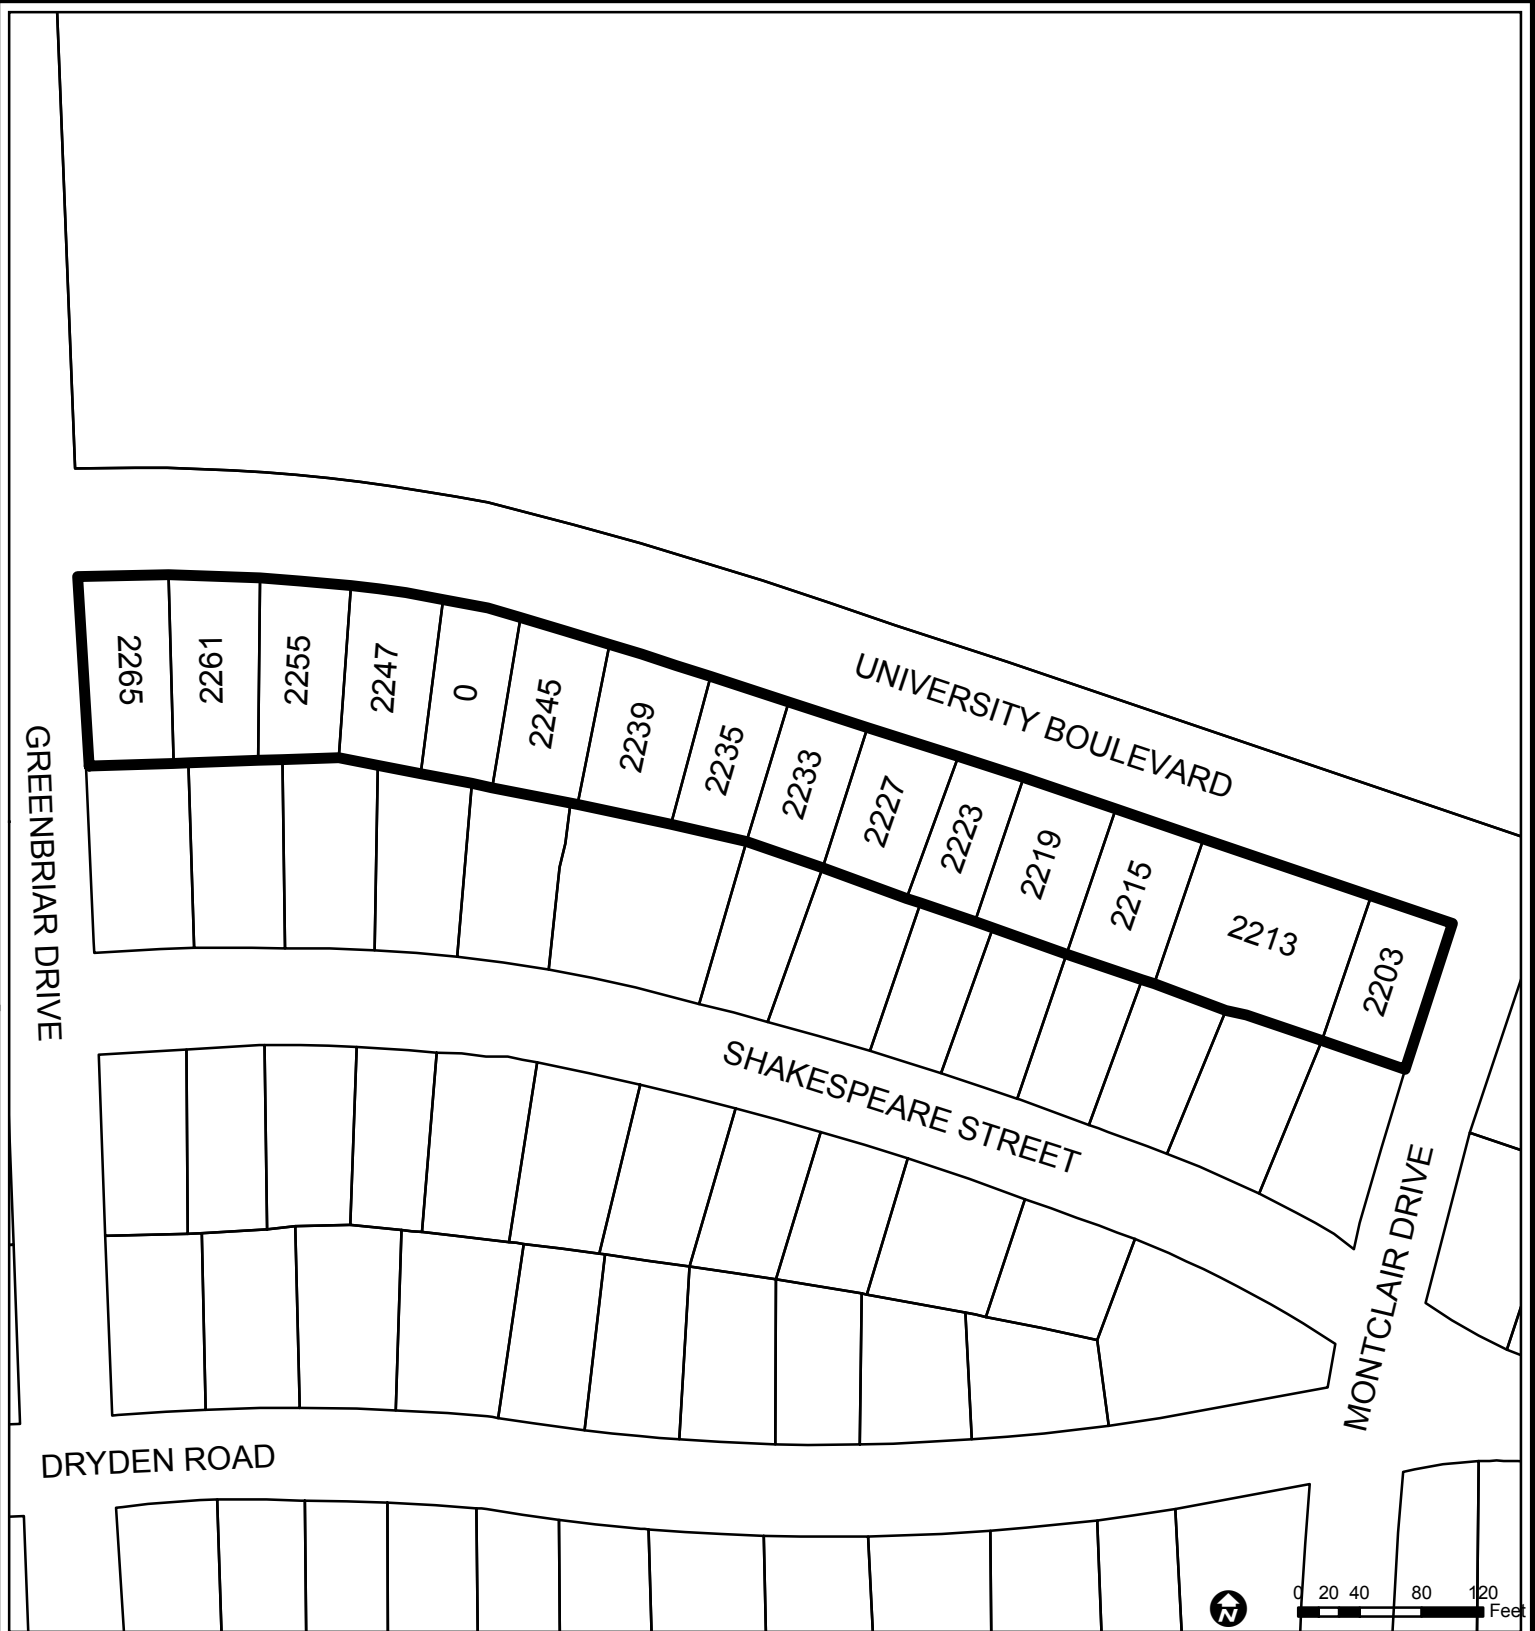 UNIVERSITY BOULEVARD
2265
2261
2255
2247
0
2245
2239
2235
2233
2227
2223
2219
2215
2213
2203
GREENBRIAR DRIVE
SHAKESPEARE STREET
MONTCLAIR DRIVE
DRYDEN ROAD
N
0 20 40 80 120
Feet